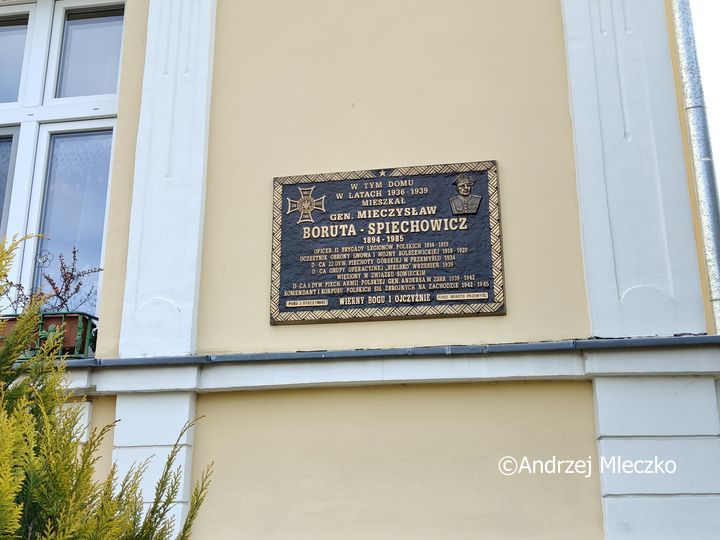 W TYM DOMU
W LATACH 1936-1939
MIESZKAŁ
GEN. MIECZYSŁAW
BORUTA-SPIECHOWICZ
1894-1985
OFICER II BRYGADY LEGIONÓW POLSKICH 1914-1918
UCZESTNIK OBRONY LWOWA I WOJNY BOLSZEWICKIEJ 1918-1920
D-CA 22 DYW. PIECHOTY GÓRSKIEJ W PRZEMYŚLU 1934
D-CA GRUPY OPERACYJNEJ „BIELSKO" WRZESIEŃ 1939
WIĘZIONY W ZWIĄZKU SOWIECKIM
D-CA 5 DYW. PIECH. ARMII POLSKIEJ GEN. ANDERSA W ZSRR 1939-1942
KOMENDANT I KORPUSU POLSKICH SIŁ ZBROJNYCH NA ZACHODZIE 1942-1945
WIERNY BOGU I OJCZYŹNIE
FUND. MIASTO PRZEMYŚL
©Andrzej Mleczko